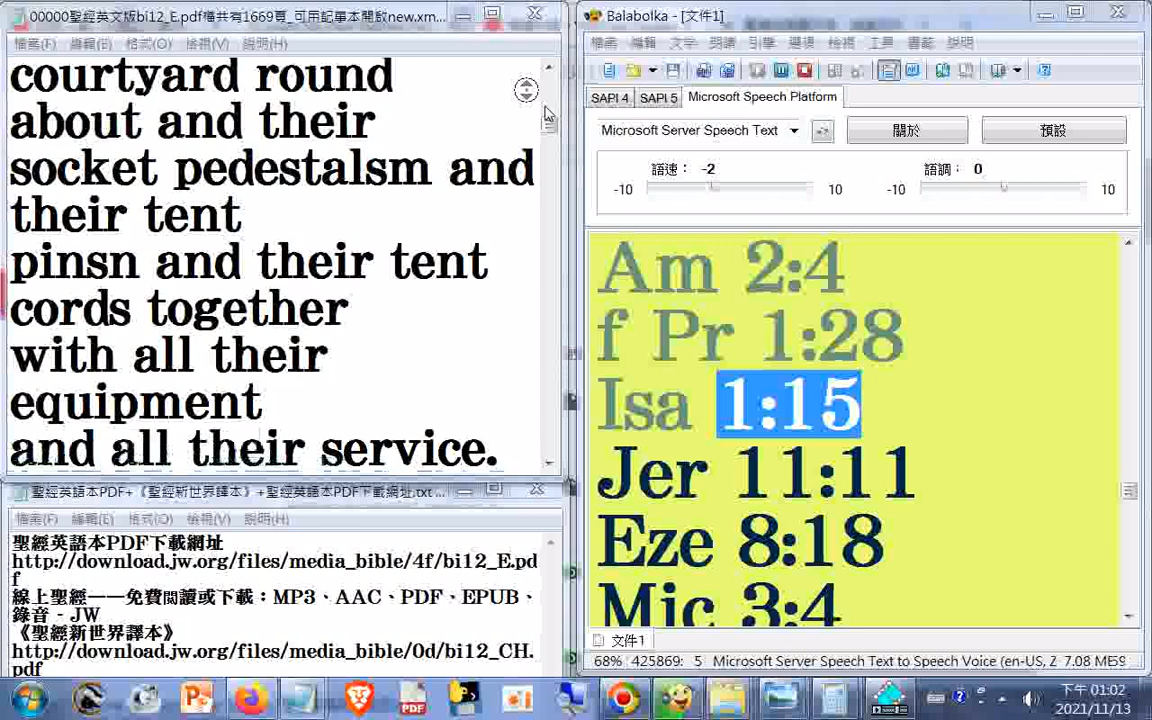 00000聖經英文版bi12_E.pdf檔共有1669頁_可用記事本開啟new.xm...
檔案(F) 編輯(E) 格式(O) 檢視(V) 說明(H)
courtyard round
about and their
socket pedestalsm and
their tent
pinsn and their tent
cords together
with all their
equipment
and all their service.
聖經英語本PDF+《聖經新世界譯本》+聖經英語本PDF下載網址.txt ...
檔案(F) 編輯(E) 格式(O) 檢視(V) 說明(H)
聖經英語本PDF下載網址
http://download.jw.org/files/media_bible/4f/bi12_E.pd
f
線上聖經——免費閱讀或下載：MP3、AAC、PDF、EPUB、
錄音 - JW
《聖經新世界譯本》
http://download.jw.org/files/media_bible/0d/bi12_CH.
pdf
Balabolka - [文件1]
檔案 編輯 文字 朗讀 引擎 選項 檢視 工具 書籤 說明
SAPI 4 SAPI 5 Microsoft Speech Platform
Microsoft Server Speech Text 關於 預設
語速： -2 語調： 0
-10 10 -10 10
Am 2:4
f Pr 1:28
Isa 1:15
Jer 11:11
Eze 8:18
Mic 3:4
文件1
68% 425869: 5 Microsoft Server Speech Text to Speech Voice (en-US, Z 7.08 ME
下午 01:02
2021/11/13